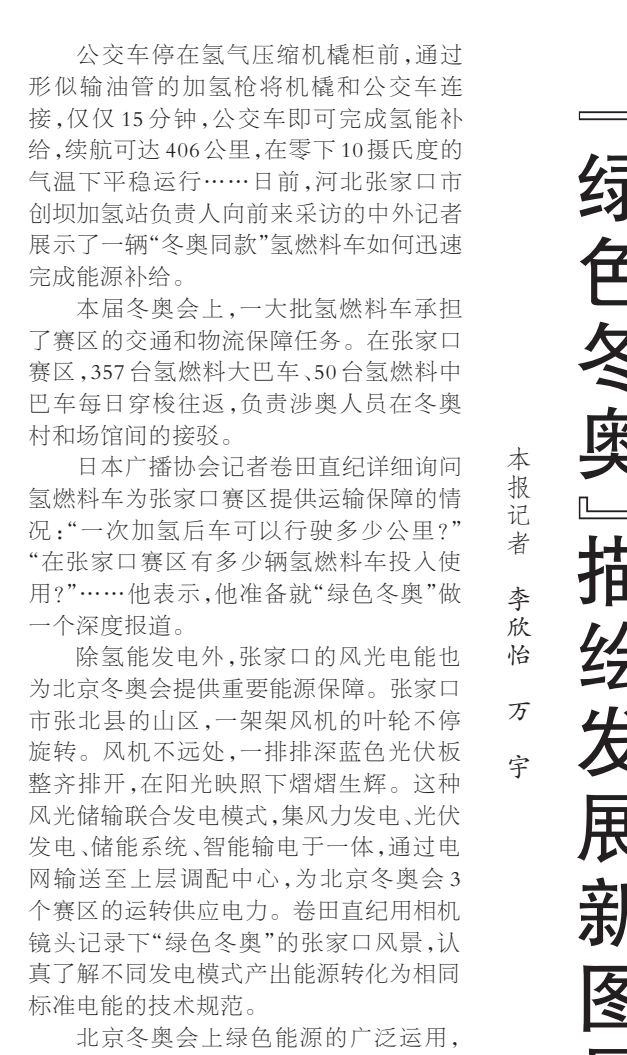 『绿色冬奥』描绘发展新图
本报记者 李欣怡 万 宇
公交车停在氢气压缩机橇柜前,通过
形似输油管的加氢枪将机橇和公交车连
接,仅仅15分钟,公交车即可完成氢能补
给,续航可达406公里,在零下10摄氏度的
气温下平稳运行……日前,河北张家口市
创坝加氢站负责人向前来采访的中外记者
展示了一辆“冬奥同款”氢燃料车如何迅速
完成能源补给。
本届冬奥会上,一大批氢燃料车承担
了赛区的交通和物流保障任务。在张家口
赛区,357台氢燃料大巴车、50台氢燃料中
巴车每日穿梭往返,负责涉奥人员在冬奥
村和场馆间的接驳。
日本广播协会记者卷田直纪详细询问
氢燃料车为张家口赛区提供运输保障的情
况:“一次加氢后车可以行驶多少公里?”
“在张家口赛区有多少辆氢燃料车投入使
用?”……他表示,他准备就“绿色冬奥”做
一个深度报道。
除氢能发电外,张家口的风光电能也
为北京冬奥会提供重要能源保障。张家口
市张北县的山区,一架架风机的叶轮不停
旋转。风机不远处,一排排深蓝色光伏板
整齐排开,在阳光映照下熠熠生辉。这种
风光储输联合发电模式,集风力发电、光伏
发电、储能系统、智能输电于一体,通过电
网输送至上层调配中心,为北京冬奥会3
个赛区的运转供应电力。卷田直纪用相机
镜头记录下“绿色冬奥”的张家口风景,认
真了解不同发电模式产出能源转化为相同
标准电能的技术规范。
北京冬奥会上绿色能源的广泛运用,